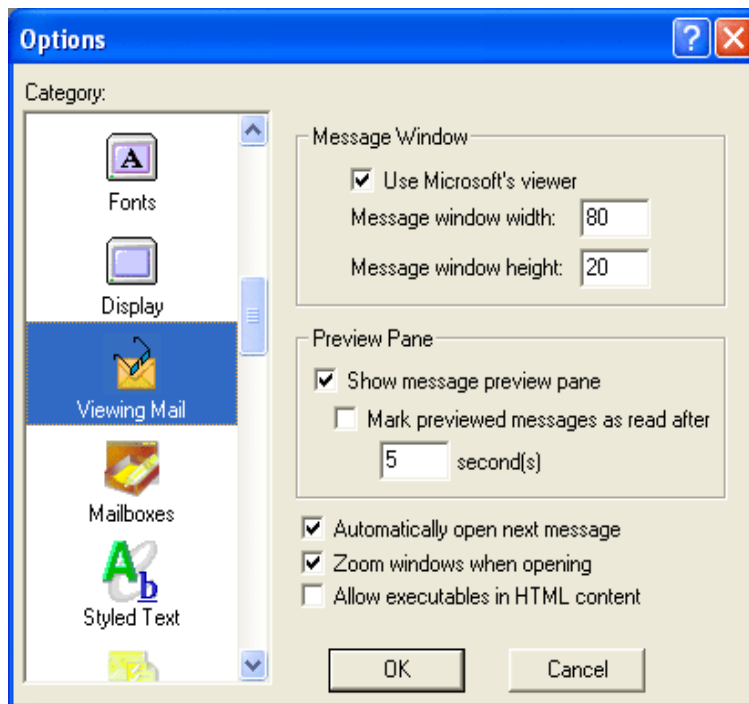 Options
Category:
Fonts
Display
Viewing Mail
Mailboxes
Styled Text
Message Window
Use Microsoft's viewer
Message window width: 80
Message window height: 20
Preview Pane
Show message preview pane
Mark previewed messages as read after
5 second(s)
Automatically open next message
Zoom windows when opening
Allow executables in HTML content
OK Cancel